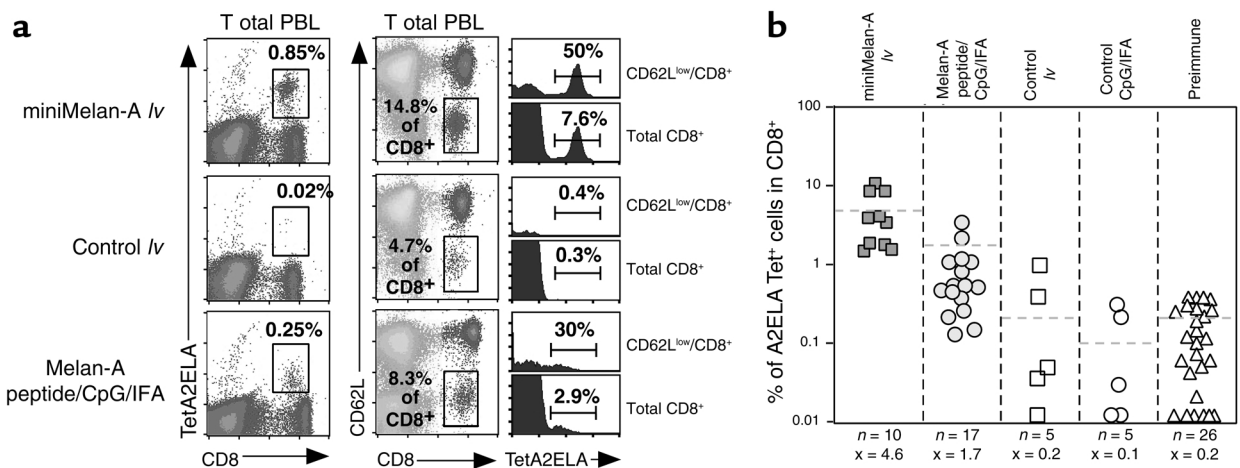 a
T otal PBL
T otal PBL
miniMelan-A lv
0.85%
14.8%
of
CD8+
50%
CD62Llow/CD8+
7.6%
Total CD8+
Control lv
0.02%
4.7%
of
CD8+
0.4%
CD62Llow/CD8+
0.3%
Total CD8+
Melan-A
peptide/CpG/IFA
0.25%
8.3%
of
CD8+
30%
CD62Llow/CD8+
2.9%
Total CD8+
TetA2ELA
CD8
CD62L
CD8
TetA2ELA
b
miniMelan-A
lv
Melan-A
peptide/
CpG/IFA
Control
lv
Control
CpG/IFA
Preimmune
% of A2ELA Tet+ cells in CD8+
100
10
1
0.1
0.01
n = 10
x = 4.6
n = 17
x = 1.7
n = 5
x = 0.2
n = 5
x = 0.1
n = 26
x = 0.2